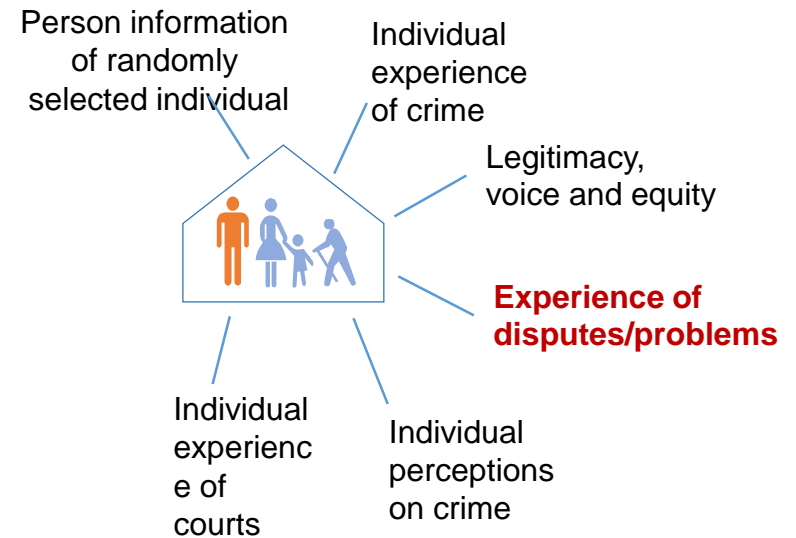 Person information
of randomly
selected individual
Individual
experience
of crime
Legitimacy,
voice and equity
Experience of
disputes/problems
Individual
perceptions
on crime
Individual
experienc
e of
courts